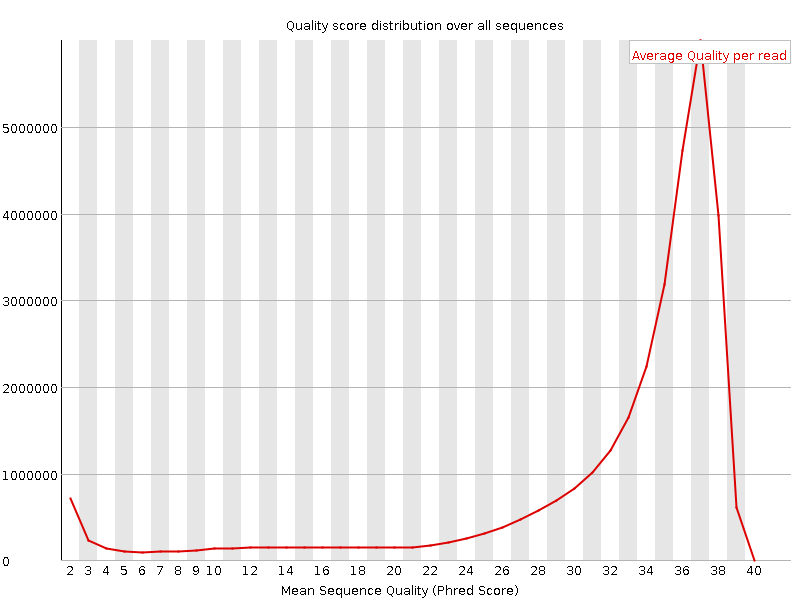 Quality score distribution over all sequences
Average Quality per read
5000000
4000000
3000000
2000000
1000000
0
2 3 4 5 6 7 8 9 10 12 14 16 18 20 22 24 26 28 30 32 34 36 38 40
Mean Sequence Quality (Phred Score)